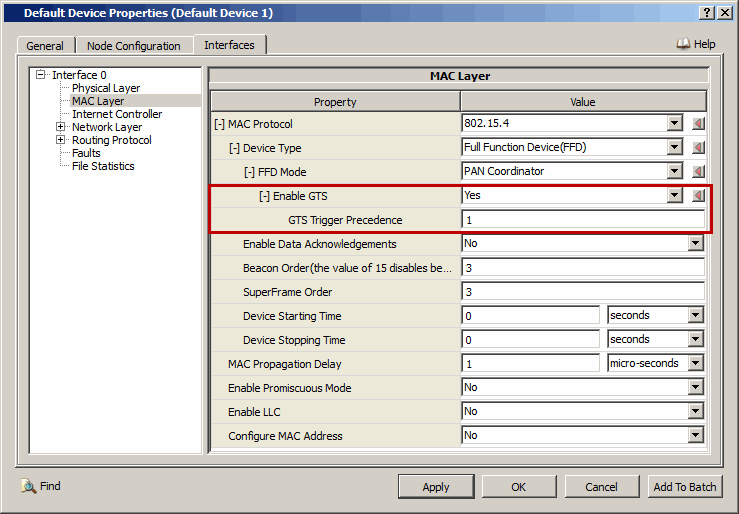 Default Device Properties (Default Device 1)
General Node Configuration Interfaces Help
Interface 0
Physical Layer
MAC Layer
Internet Controller
Network Layer
Routing Protocol
Faults
File Statistics
MAC Layer
Property Value
[-] MAC Protocol 802.15.4
[-] Device Type Full Function Device(FFD)
[-] FFD Mode PAN Coordinator
[-] Enable GTS Yes
GTS Trigger Precedence 1
Enable Data Acknowledgements No
Beacon Order(the value of 15 disables be... 3
SuperFrame Order 3
Device Starting Time 0 seconds
Device Stopping Time 0 seconds
MAC Propagation Delay 1 micro-seconds
Enable Promiscuous Mode No
Enable LLC No
Configure MAC Address No
Find Apply OK Cancel Add To Batch